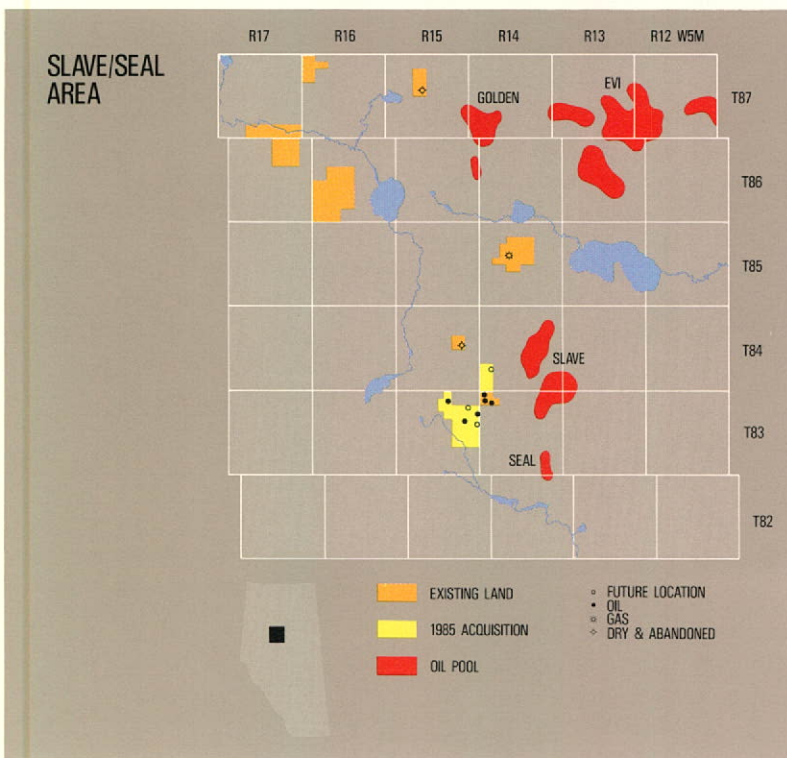 SLAVE/SEAL
AREA
R17 R16 R15 R14 R13 R12 W5M
GOLDEN EVI T87
T86
T85
SLAVE T84
T83
SEAL
T82
EXISTING LAND
1985 ACQUISITION
OIL POOL
FUTURE LOCATION
OIL
GAS
DRY & ABANDONED